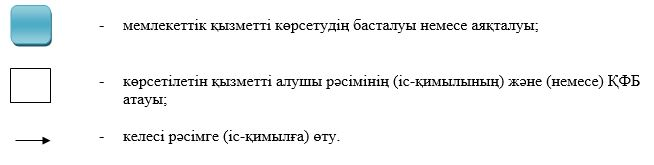 - мемлекеттік қызметті көрсетудің басталуы немесе аяқталуы;
- көрсетілетін қызметті алушы рәсімінің (іс-қимылының) және (немесе) ҚФБ
атауы;
- келесі рәсімге (іс-қимылға) өту.